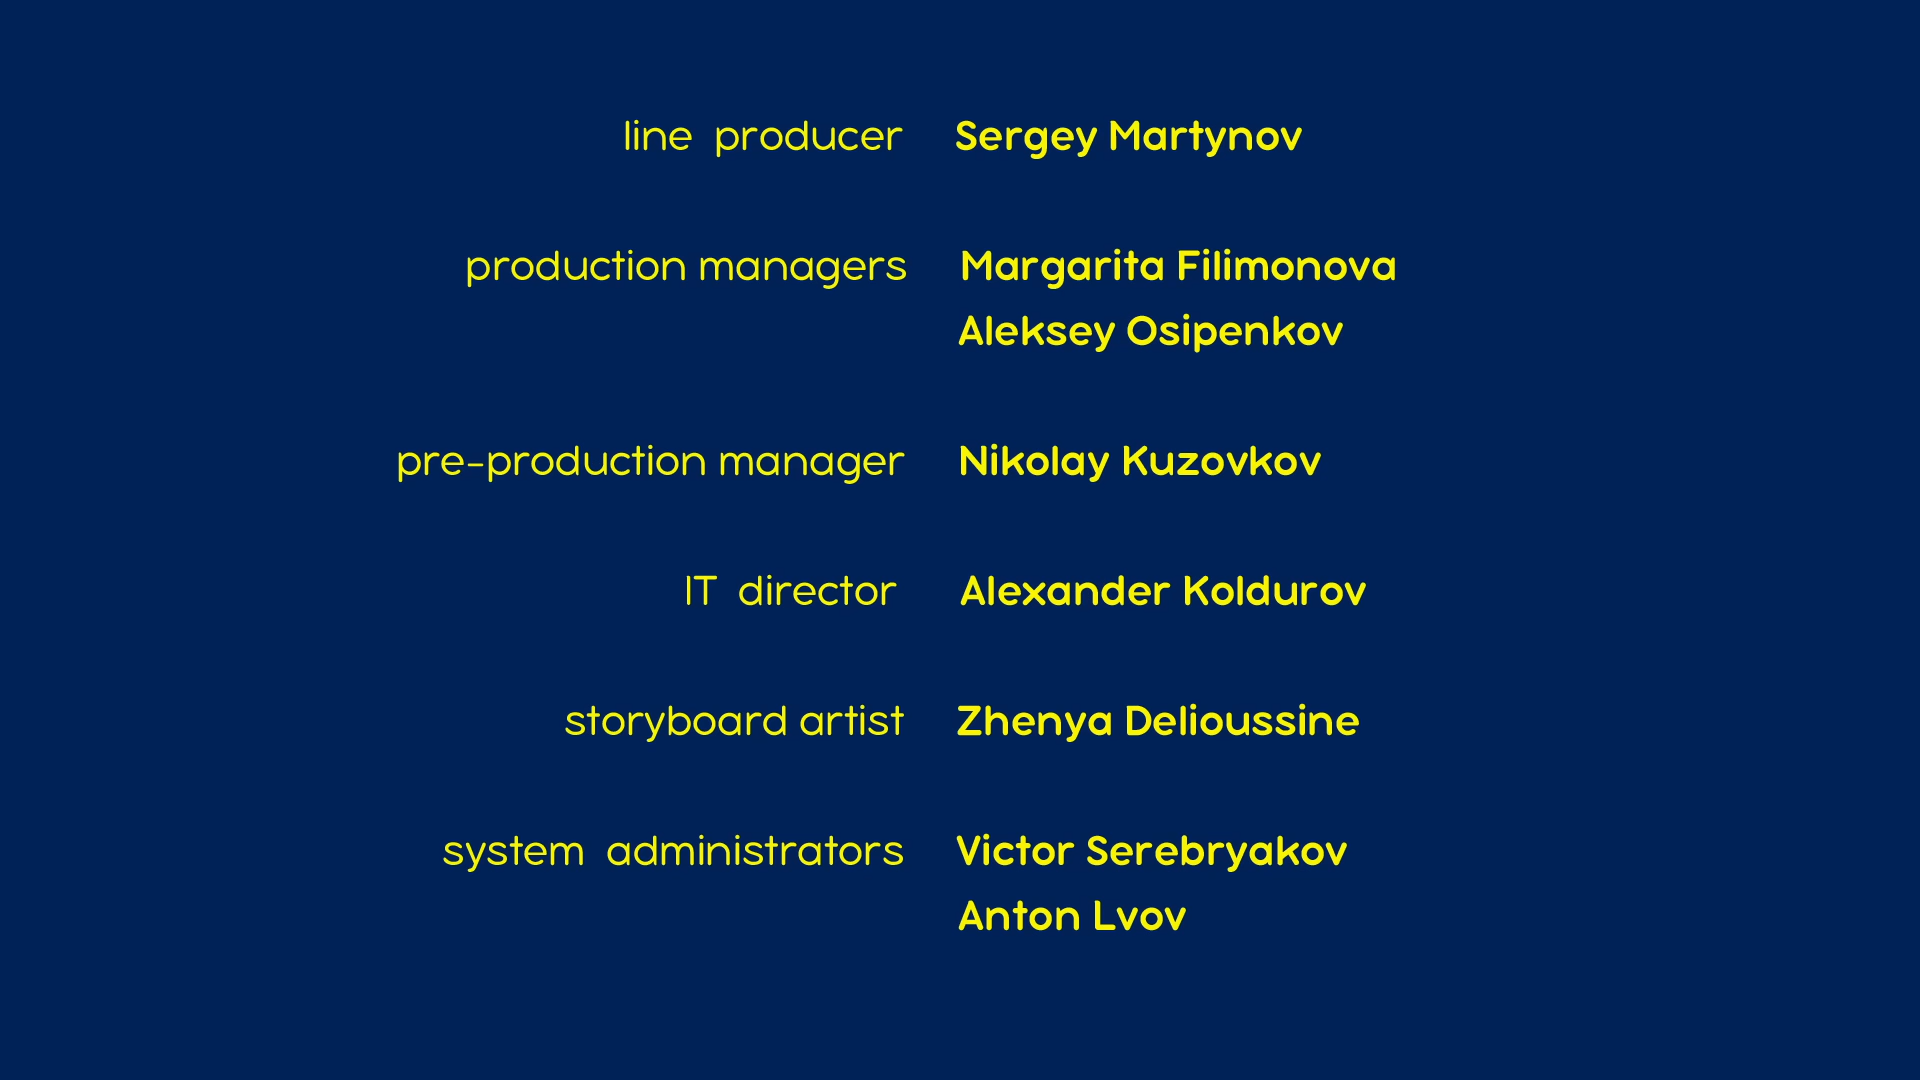 line producer Sergey Martynov
production managers Margarita Filimonova
Aleksey Osipenkov
pre-production manager Nikolay Kuzovkov
IT director Alexander Koldurov
storyboard artist Zhenya Delioussine
system administrators Victor Serebryakov
Anton Lvov